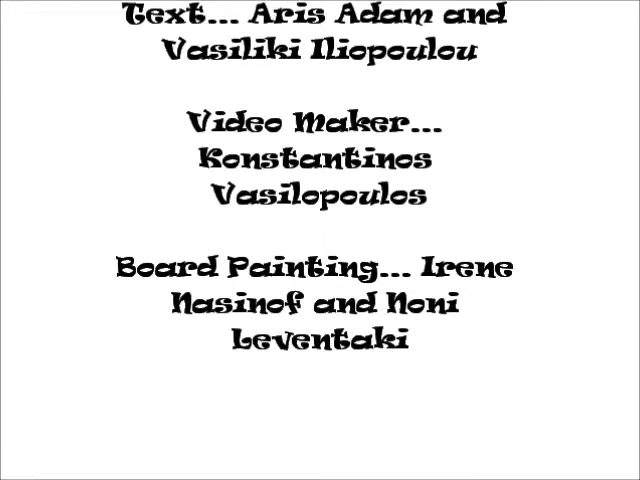 Text... Aris Adam and
Vasiliki Iliopoulou
Video Maker...
Konstantinos
Vasilopoulos
Board Painting... Irene
Nasinof and Noni
Leventaki